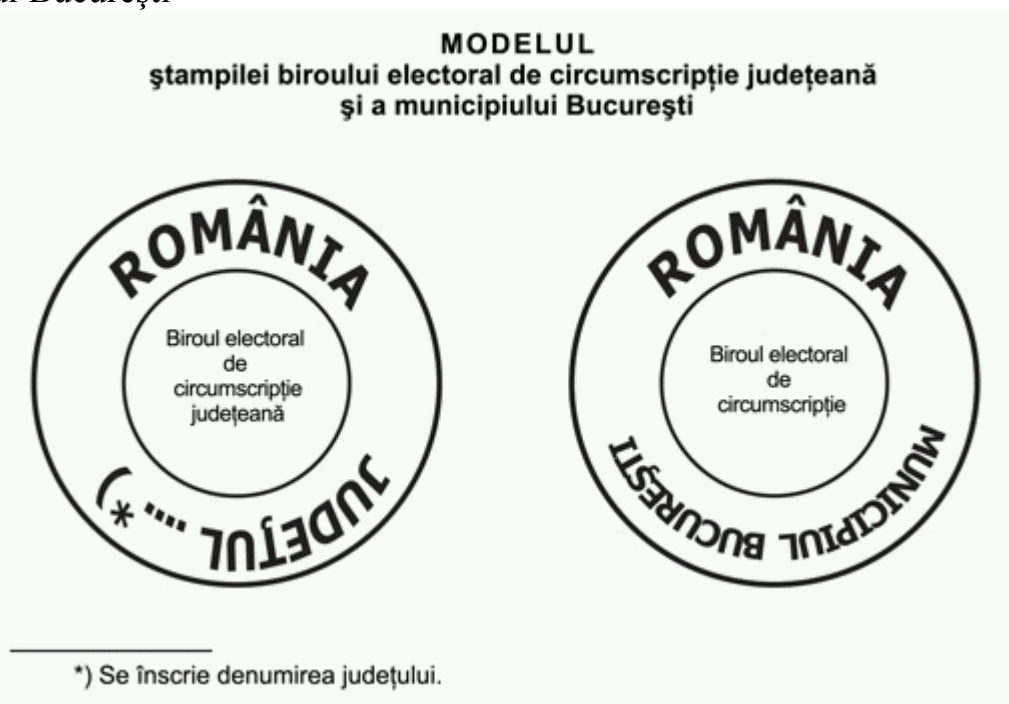 MODELUL
ştampilei biroului electoral de circumscripţie judeţeană
şi a municipiului Bucureşti
ROMÂNIA
Biroul electoral
de
circumscripţie
judeţeană
JUDEŢUL .... *)
ROMÂNIA
Biroul electoral
de
circumscripţie
MUNICIPIUL BUCUREŞTI
*) Se înscrie denumirea judeţului.